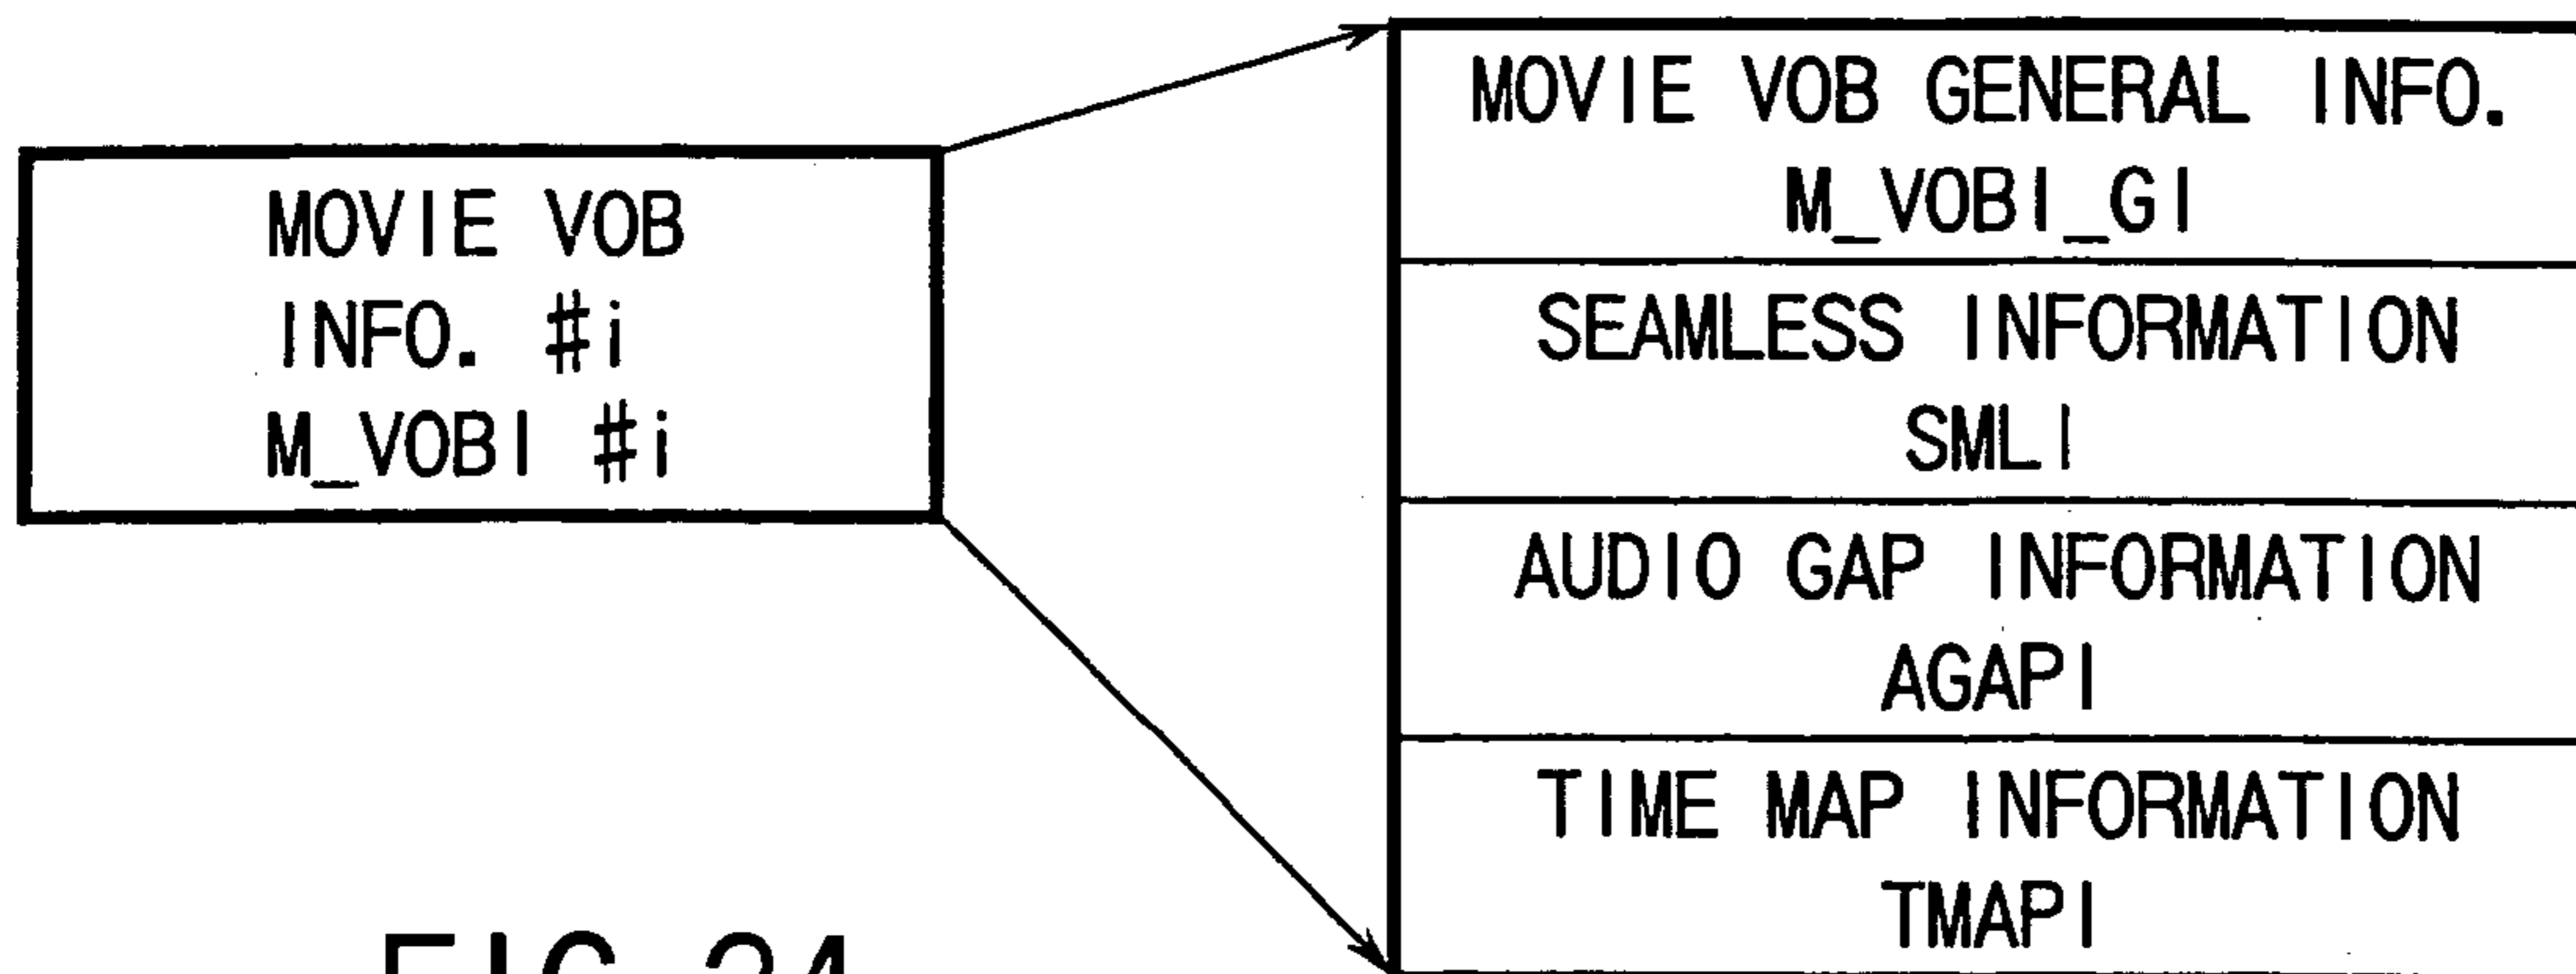 MOVIE VOB
INFO. #i
M_VOBI #i
MOVIE VOB GENERAL INFO.
M_VOBI_GI
SEAMLESS INFORMATION
SMLI
AUDIO GAP INFORMATION
AGAPI
TIME MAP INFORMATION
TMAPI